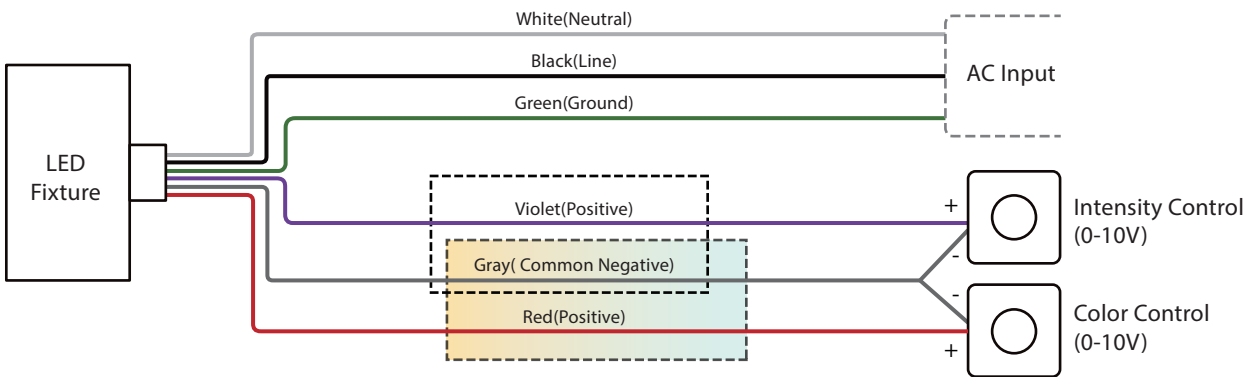 White(Neutral)
Black(Line)
AC Input
Green(Ground)
LED
Fixture
Violet(Positive)
+
Intensity Control
(0-10V)
-
Gray( Common Negative)
-
Red(Positive)
Color Control
(0-10V)
+